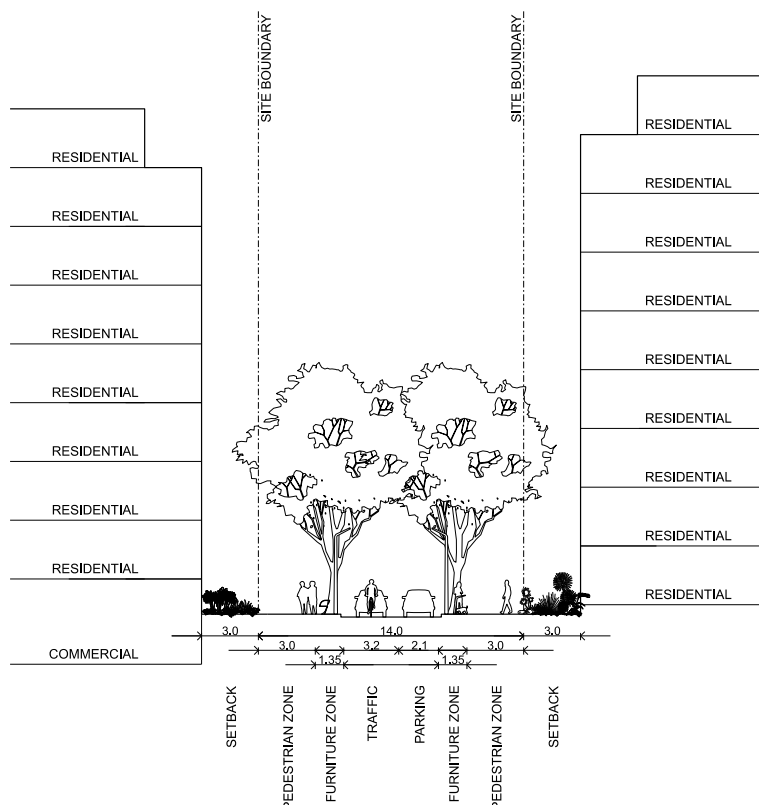 SITE BOUNDARY
SITE BOUNDARY
RESIDENTIAL
RESIDENTIAL
RESIDENTIAL
RESIDENTIAL
RESIDENTIAL
RESIDENTIAL
RESIDENTIAL
RESIDENTIAL
COMMERCIAL
RESIDENTIAL
RESIDENTIAL
RESIDENTIAL
RESIDENTIAL
RESIDENTIAL
RESIDENTIAL
RESIDENTIAL
RESIDENTIAL
RESIDENTIAL
3.0 14.0 3.0
3.0 3.2 2.1 3.0
1.35 1.35
SETBACK
PEDESTRIAN ZONE
FURNITURE ZONE
TRAFFIC
PARKING
FURNITURE ZONE
PEDESTRIAN ZONE
SETBACK